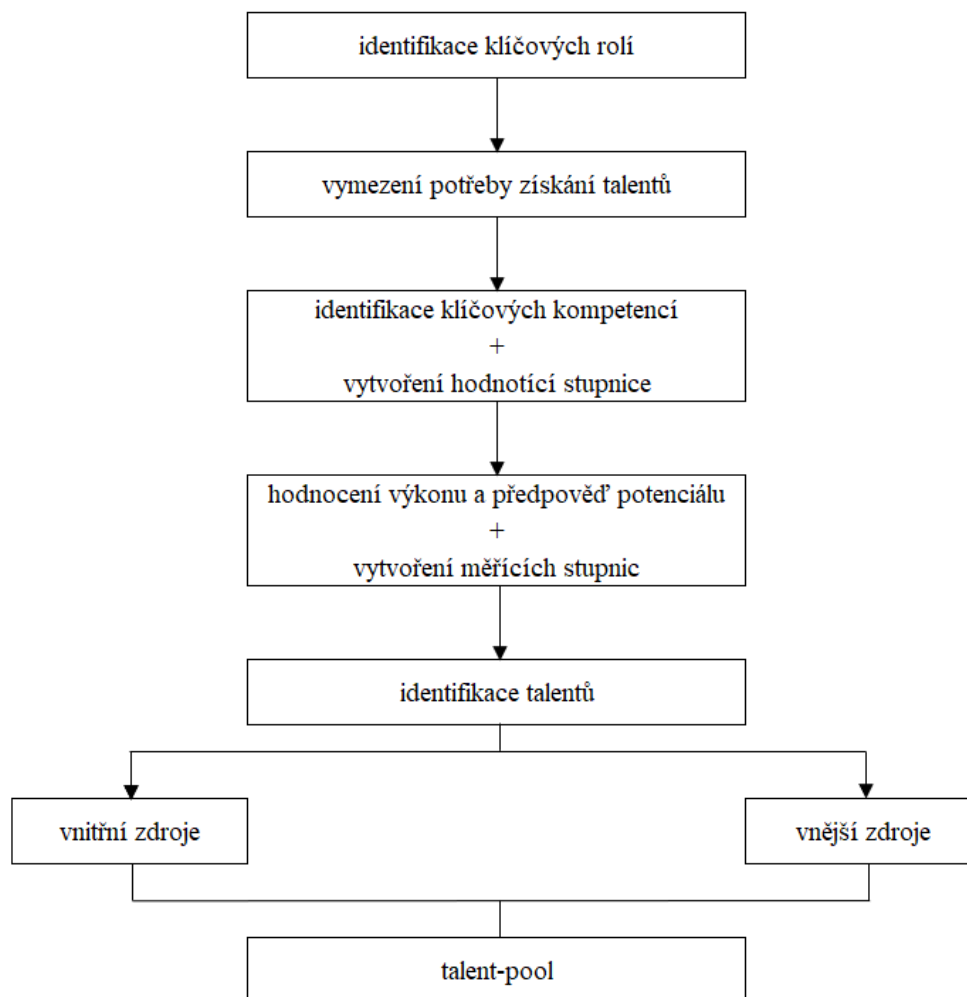 identifikace klíčových rolí
vymezení potřeby získání talentů
identifikace klíčových kompetencí
+
vytvoření hodnotící stupnice
hodnocení výkonu a předpověď potenciálu
+
vytvoření měřících stupnic
identifikace talentů
vnitřní zdroje
vnější zdroje
talent-pool